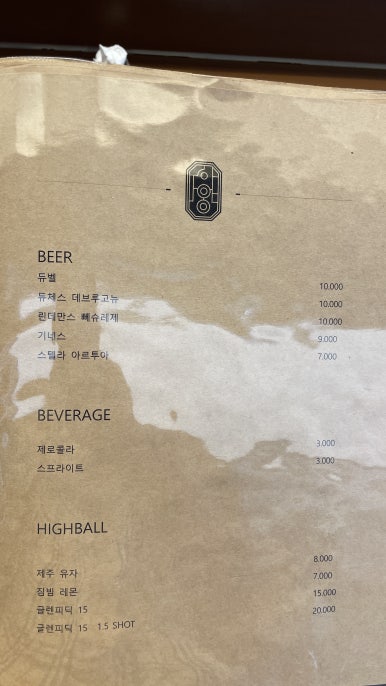 BEER
듀벨 10.000
듀체스 데브루고뉴 10.000
린데만스 뻬슈레제 10.000
기네스 9.000
스텔라 아르투아 7.000
BEVERAGE
제로콜라 3.000
스프라이트 3.000
HIGHBALL
제주 유자 8.000
짐빔 레몬 7.000
글렌피딕 15 15.000
글렌피딕 15 1.5 SHOT 20.000